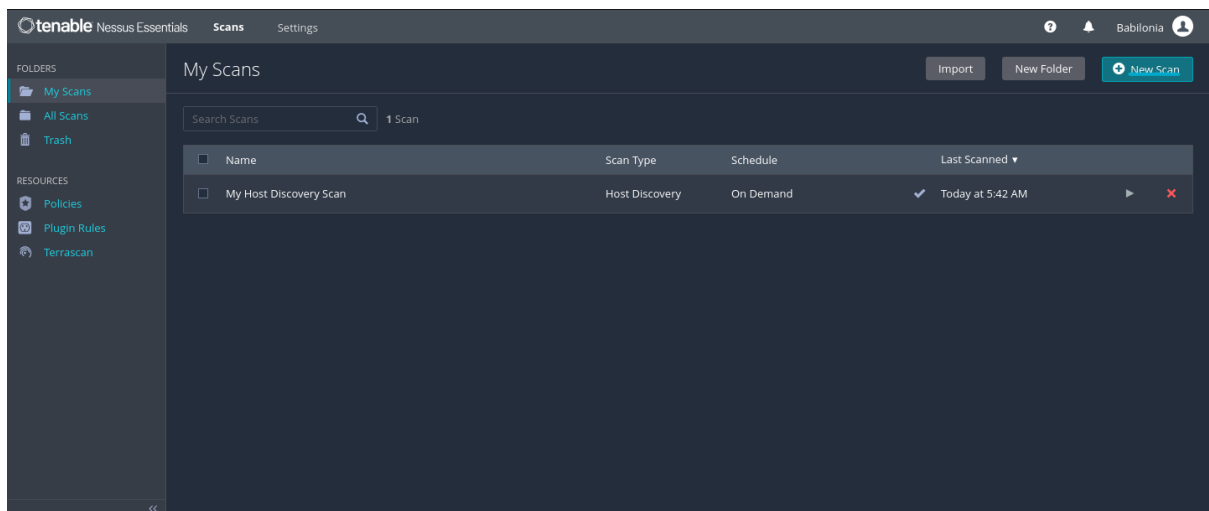 tenable Nessus Essentials Scans Settings Babilonia
FOLDERS
My Scans
All Scans
Trash
RESOURCES
Policies
Plugin Rules
Terrascan
My Scans Import New Folder New Scan
Search Scans 1 Scan
Name Scan Type Schedule Last Scanned
My Host Discovery Scan Host Discovery On Demand Today at 5:42 AM